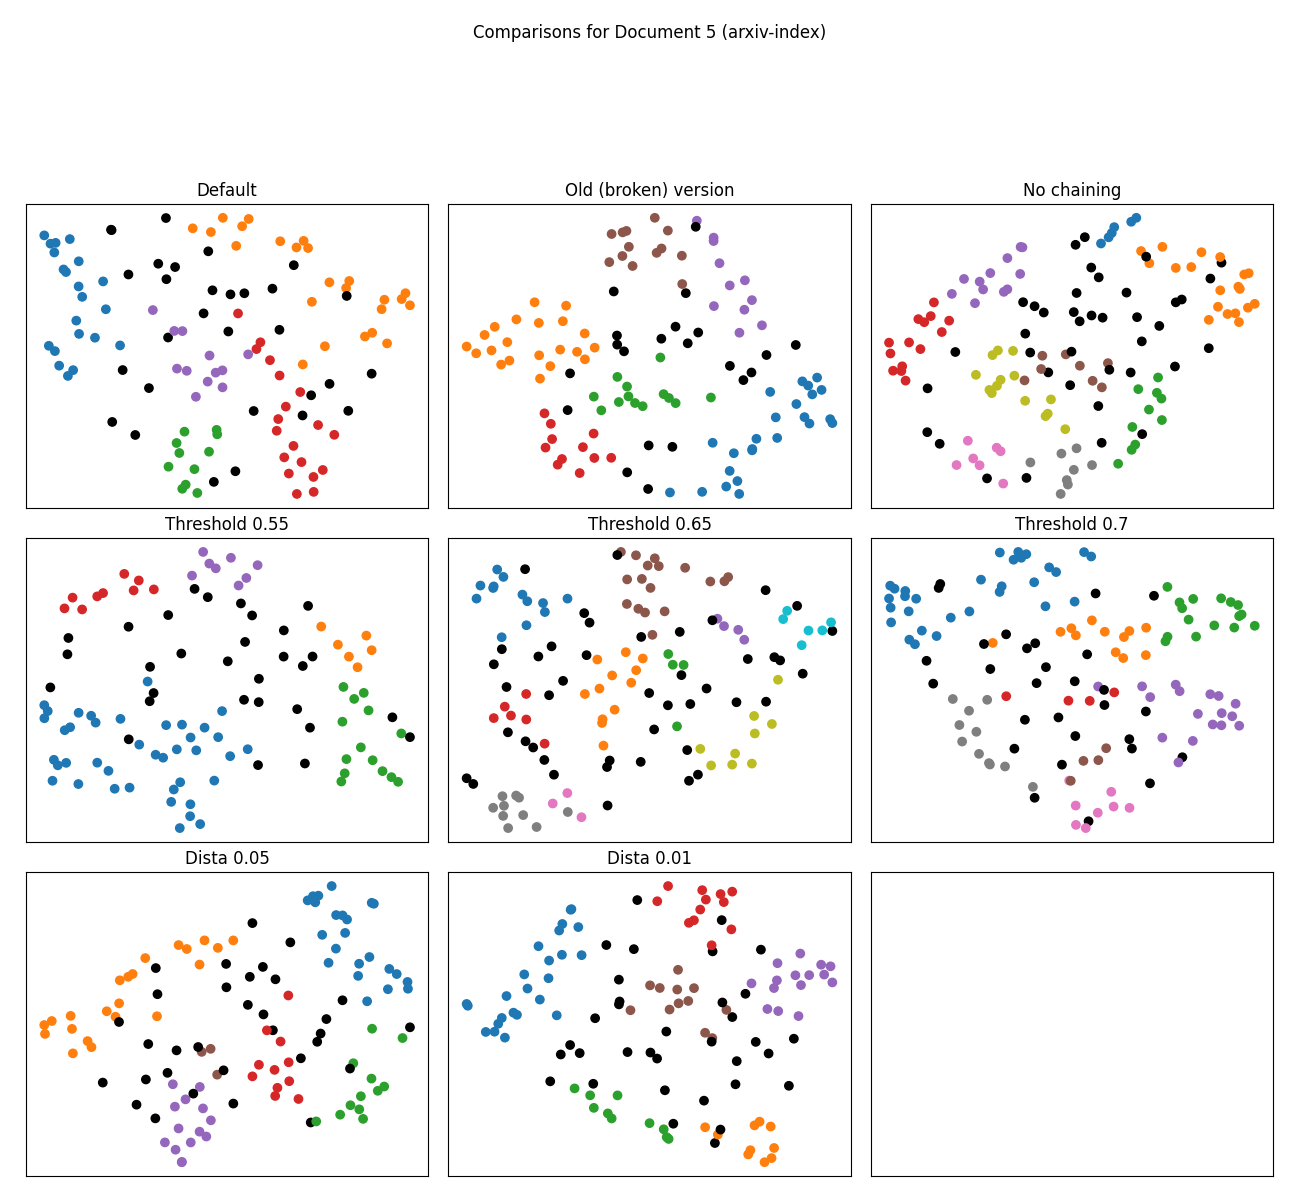 Comparisons for Document 5 (arxiv-index)
Default
Old (broken) version
No chaining
Threshold 0.55
Threshold 0.65
Threshold 0.7
Dista 0.05
Dista 0.01